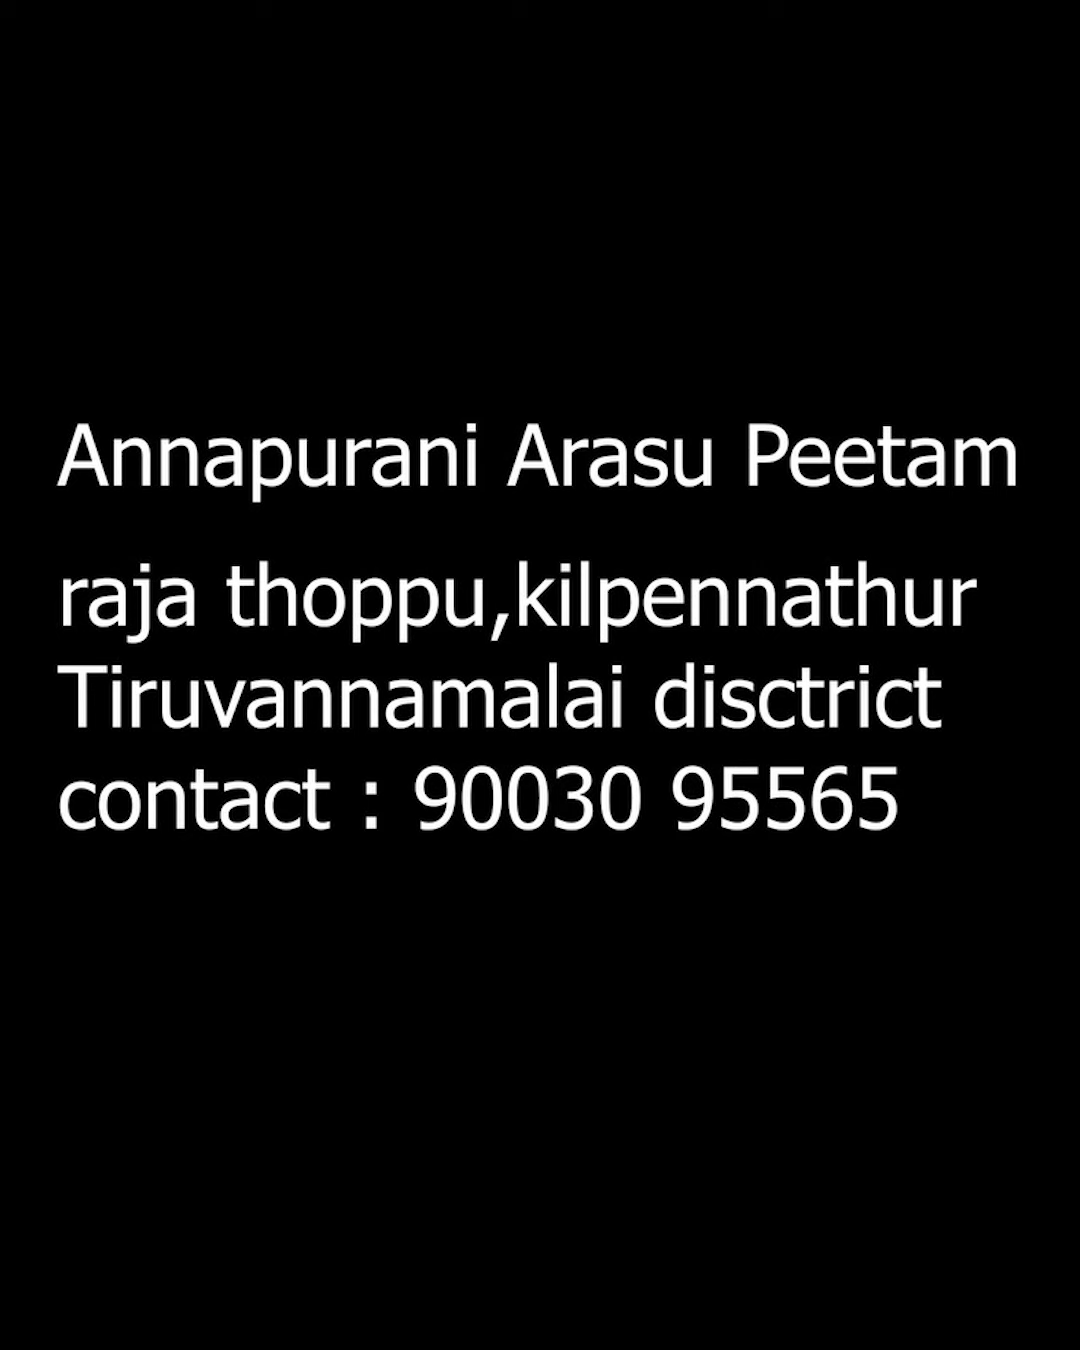 Annapurani Arasu Peetam
raja thoppu,kilpennathur
Tiruvannamalai disctrict
contact : 90030 95565